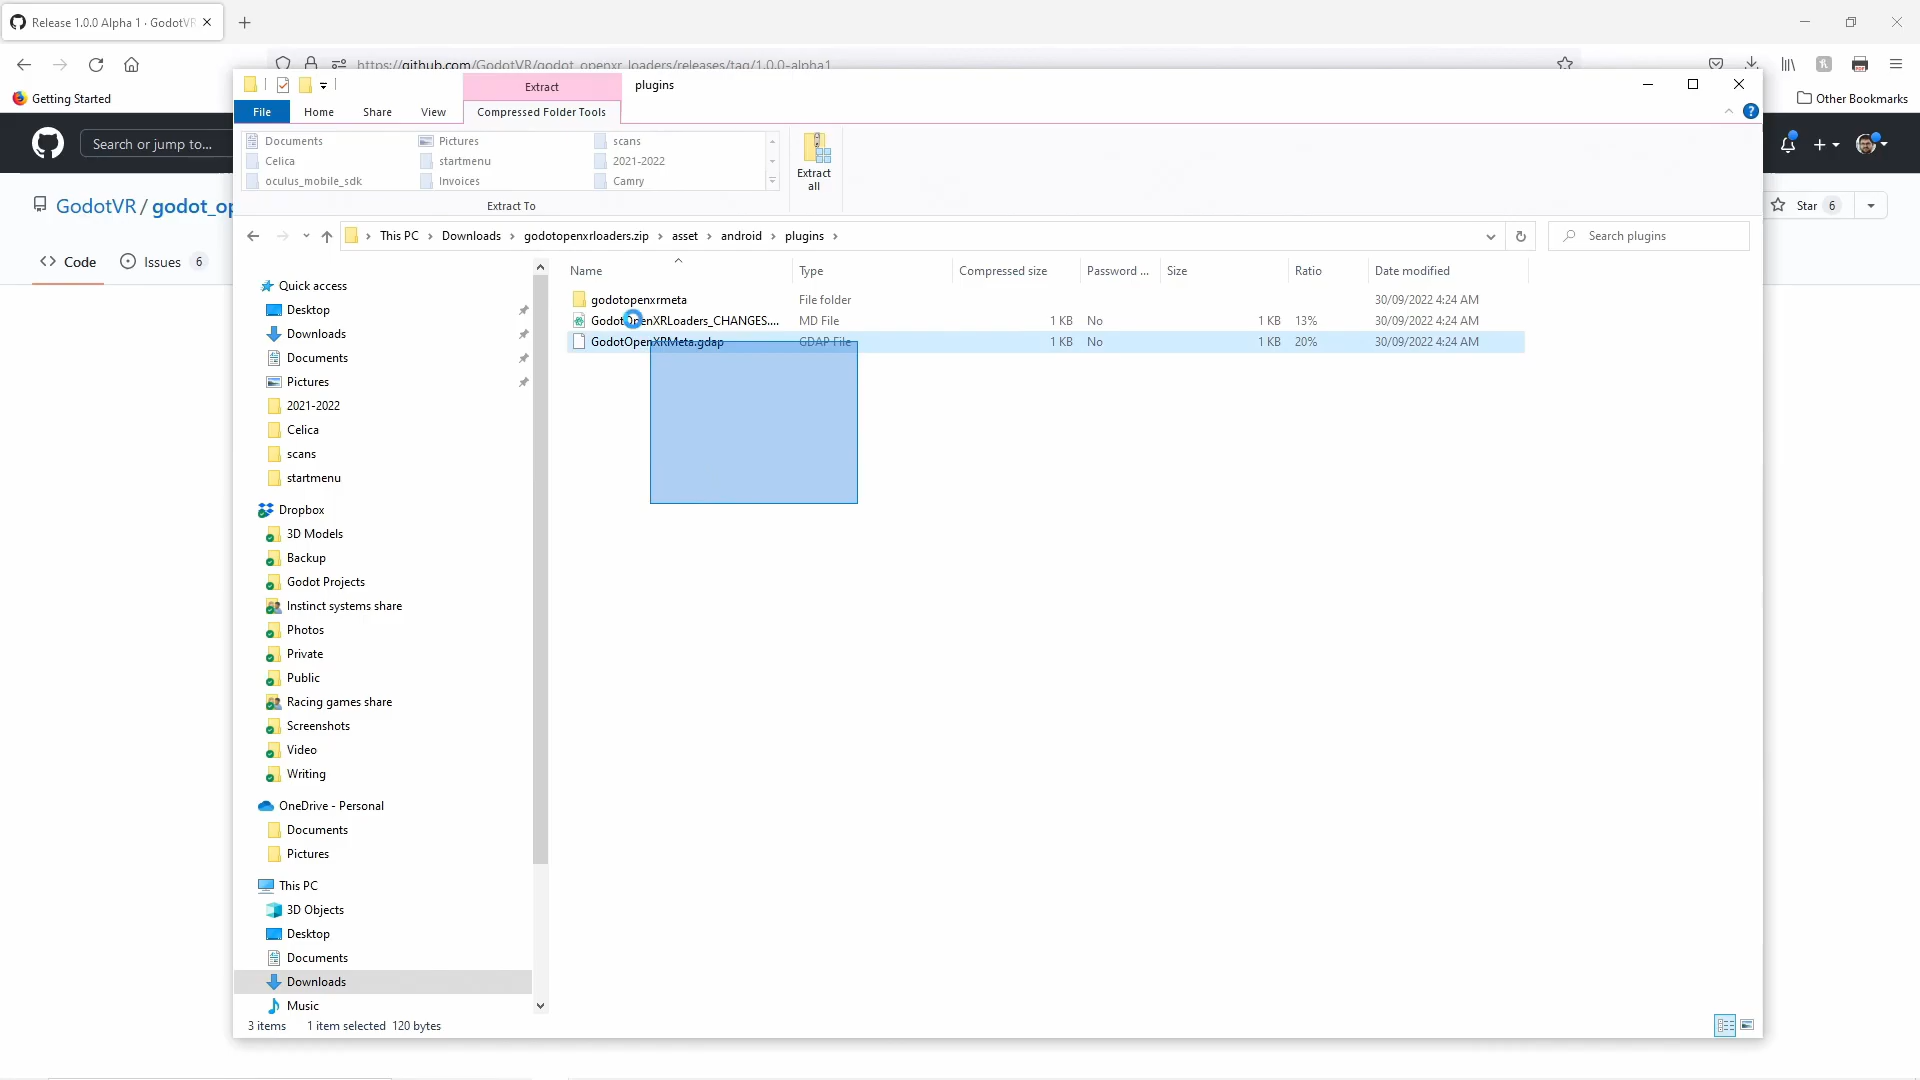 Release 1.0.0 Alpha 1 · GodotVR
https://github.com/GodotVR/godot_openxr_loaders/releases/tag/1.0.0-alpha1
Getting Started
Other Bookmarks
Search or jump to...
GodotVR / godot_op
Star 6
Code
Issues 6
Extract
plugins
File
Home
Share
View
Compressed Folder Tools
Documents
Pictures
scans
Celica
startmenu
2021-2022
oculus_mobile_sdk
Invoices
Camry
Extract To
Extract
all
This PC
Downloads
godotopenxrloaders.zip
asset
android
plugins
Search plugins
Name
Type
Compressed size
Password ...
Size
Ratio
Date modified
godotopenxrmeta
File folder
30/09/2022 4:24 AM
GodotOpenXRLoaders_CHANGES....
MD File
1 KB
No
1 KB
13%
30/09/2022 4:24 AM
GodotOpenXRMeta.gdap
GDAP File
1 KB
No
1 KB
20%
30/09/2022 4:24 AM
Quick access
Desktop
Downloads
Documents
Pictures
2021-2022
Celica
scans
startmenu
Dropbox
3D Models
Backup
Godot Projects
Instinct systems share
Photos
Private
Public
Racing games share
Screenshots
Video
Writing
OneDrive - Personal
Documents
Pictures
This PC
3D Objects
Desktop
Documents
Downloads
Music
3 items
1 item selected 120 bytes